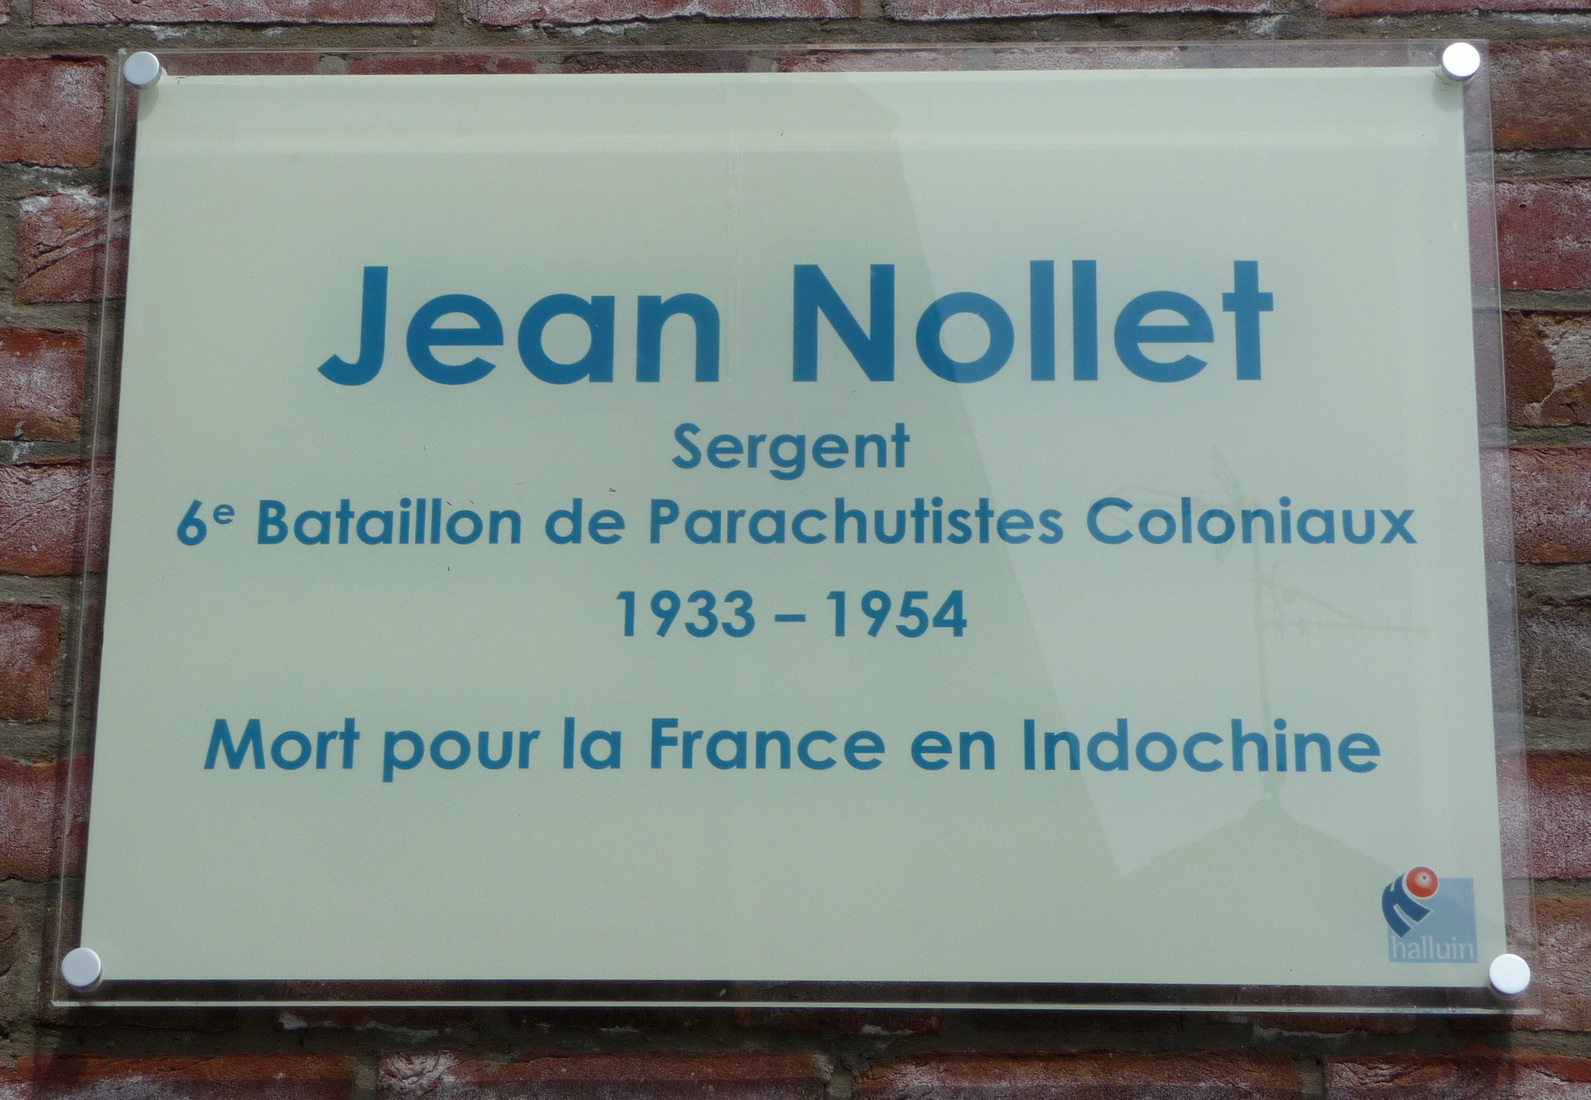 Jean Nollet
Sergent
6e Bataillon de Parachutistes Coloniaux
1933 – 1954
Mort pour la France en Indochine
halluin